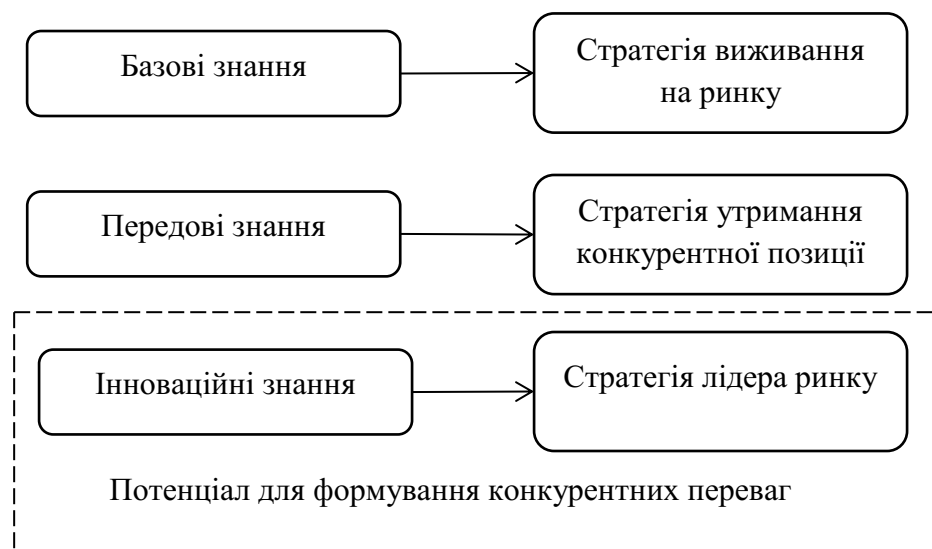 Базові знання
Стратегія виживання
на ринку
Передові знання
Стратегія утримання
конкурентної позиції
Інноваційні знання
Стратегія лідера ринку
Потенціал для формування конкурентних переваг